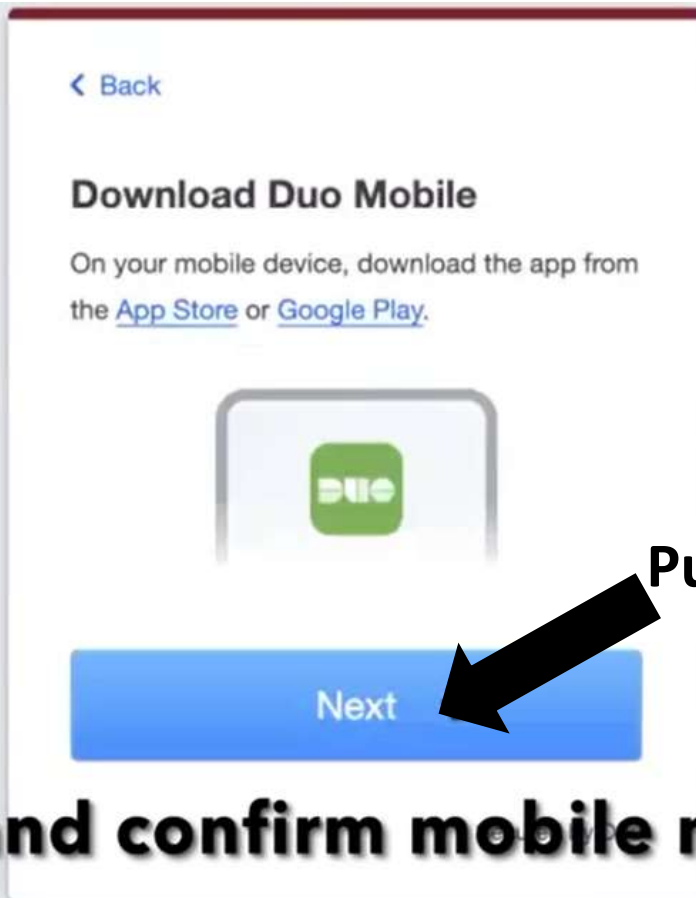 Back
Download Duo Mobile
On your mobile device, download the app from
the App Store or Google Play.
DUO
Pu
Next
nd confirm mobile